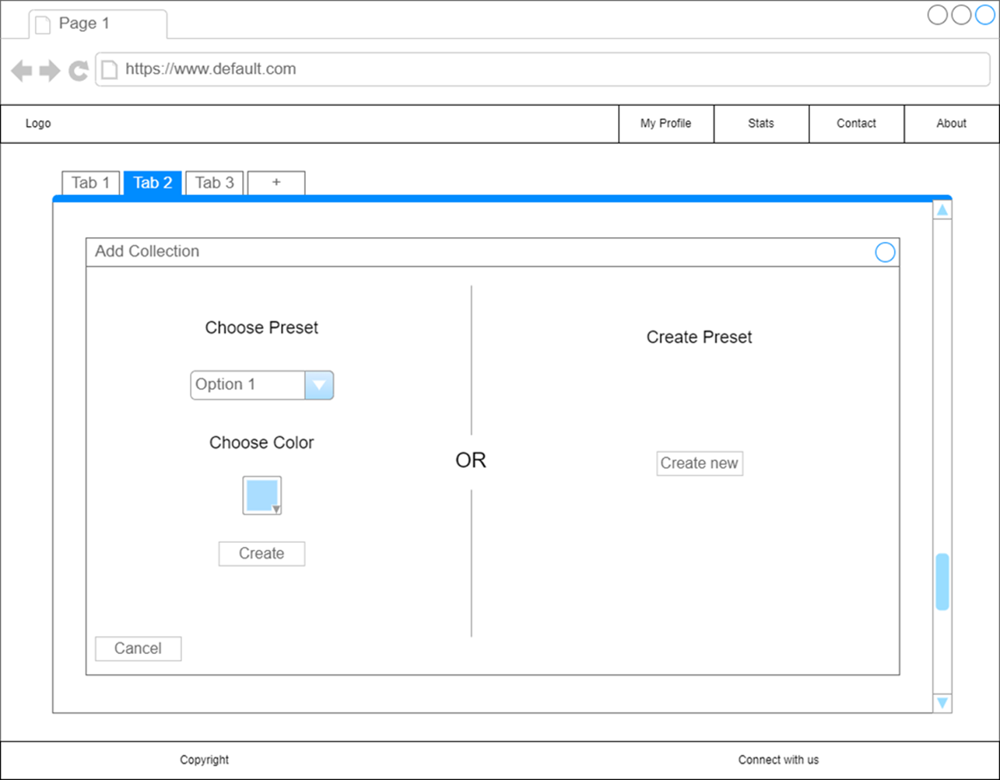 Page 1
https://www.default.com
Logo
My Profile
Stats
Contact
About
Tab 1
Tab 2
Tab 3
+
Add Collection
Choose Preset
Option 1
Choose Color
Create
OR
Create Preset
Create new
Cancel
Copyright
Connect with us